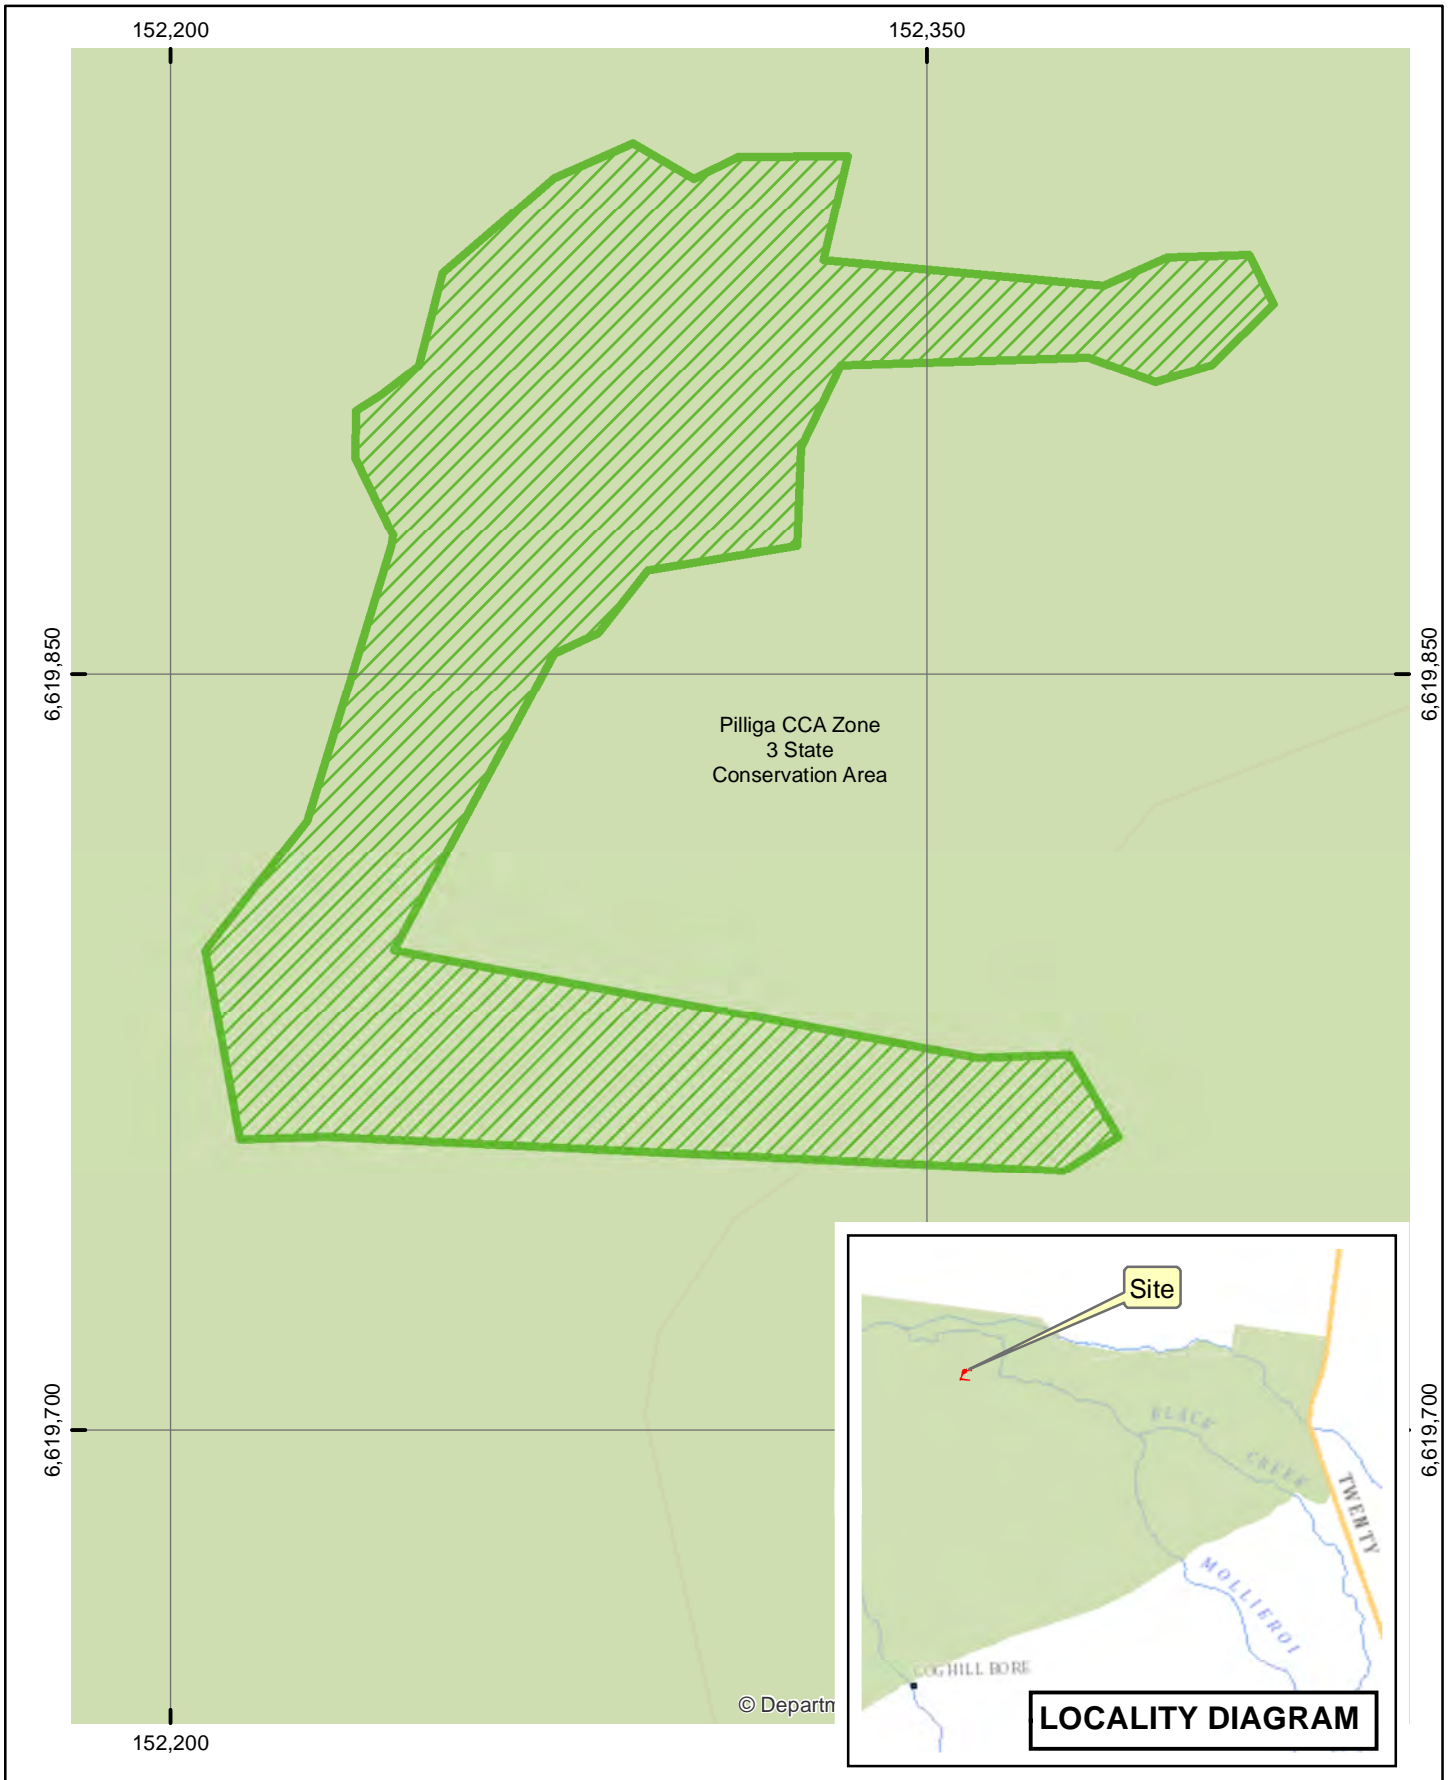 152,200
152,350
6,619,850
6,619,850
Pilliga CCA Zone
3 State
Conservation Area
Site
BLACK
CREEK
TWENTY
MOLLIEROI
6,619,700
6,619,700
COGHILL BORE
© Departm
LOCALITY DIAGRAM
152,200